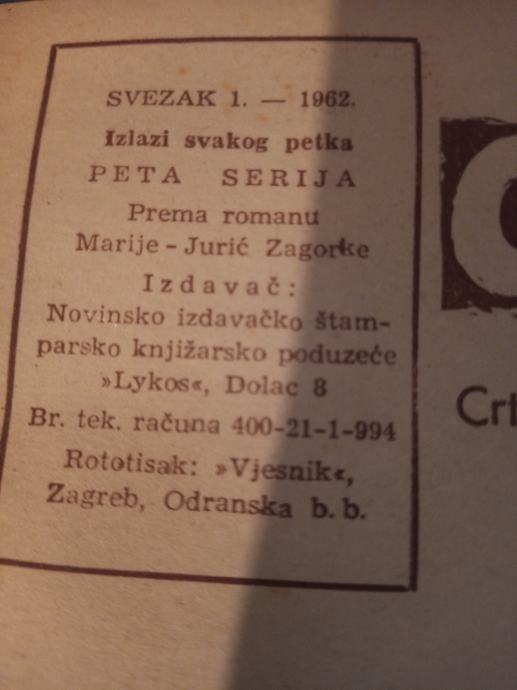 SVEZAK 1. — 1962.
Izlazi svakog petka
PETA SERIJA
Prema romanu
Marije - Jurić Zagorke
Izdavač:
Novinsko izdavačko štam-
parsko knjižarsko poduzeće
»Lykos«, Dolac 8
Br. tek. računa 400-21-1-994
Rototisak: »Vjesnik«,
Zagreb, Odranska b. b.